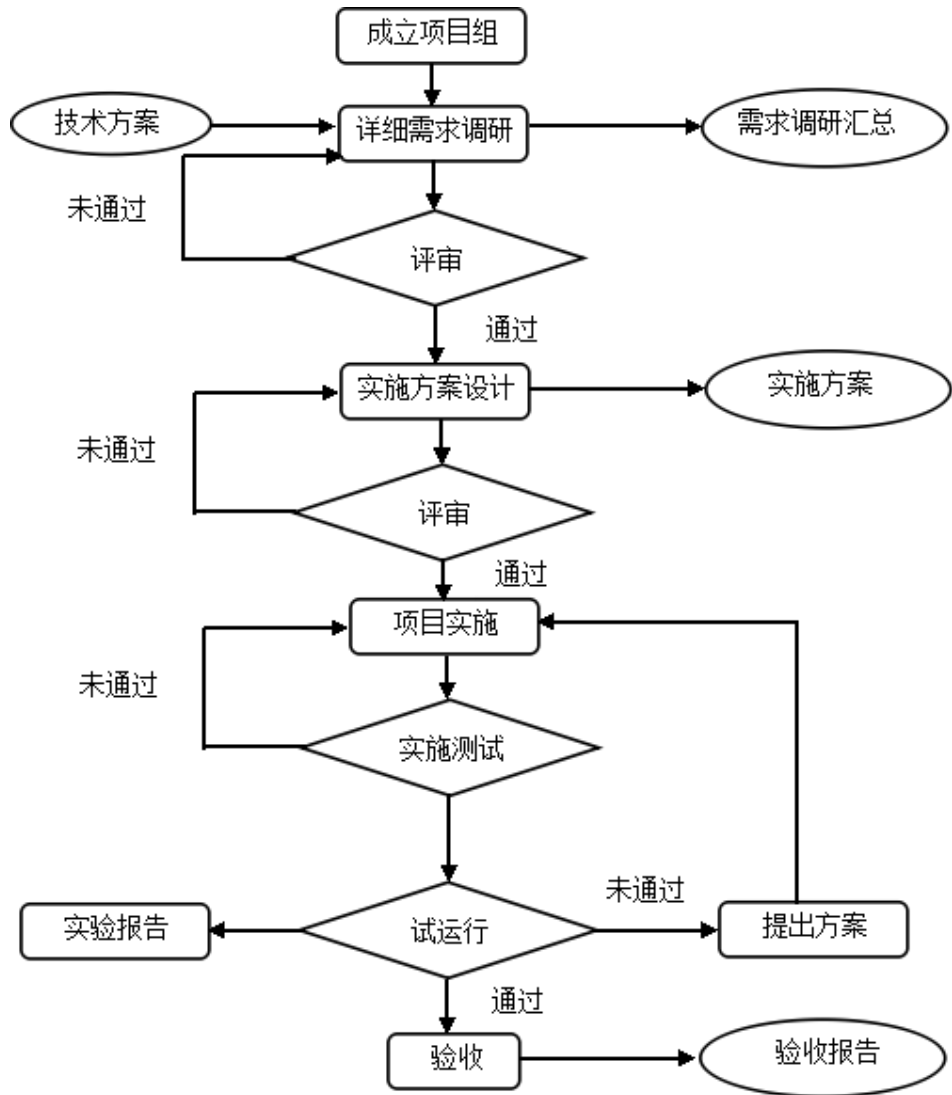 成立项目组
技术方案
详细需求调研
需求调研汇总
未通过
评审
通过
实施方案设计
实施方案
未通过
评审
通过
项目实施
未通过
实施测试
未通过
实验报告
试运行
提出方案
通过
验收
验收报告